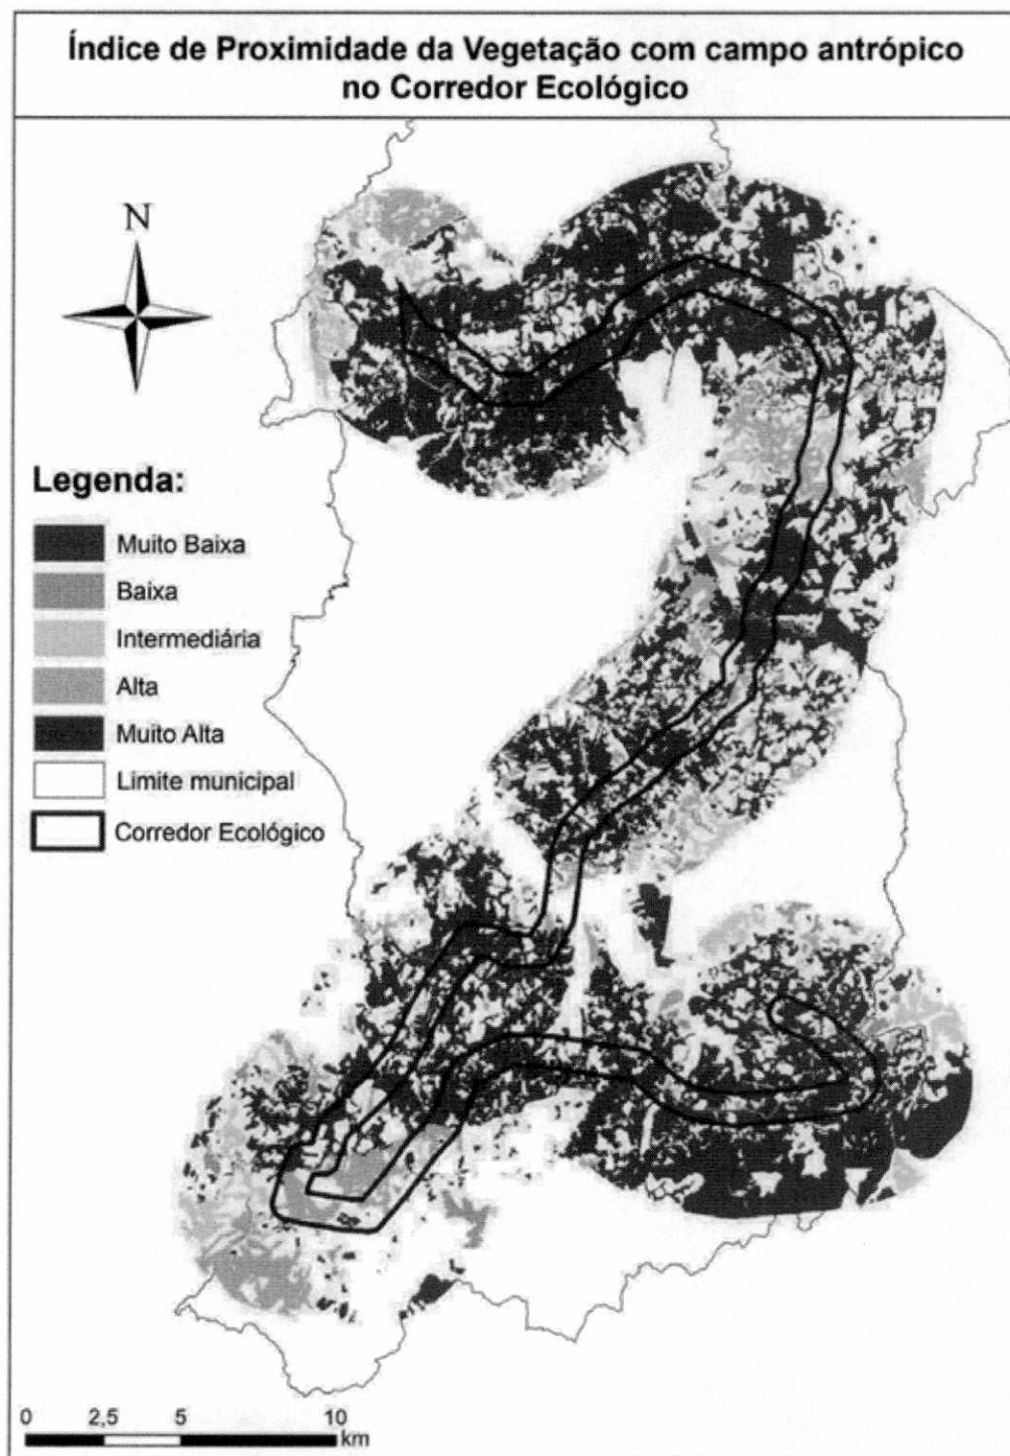 Índice de Proximidade da Vegetação com campo antrópico
no Corredor Ecológico
N
Legenda:
Muito Baixa
Baixa
Intermediária
Alta
Muito Alta
Limite municipal
Corredor Ecológico
0 2,5 5 10
km